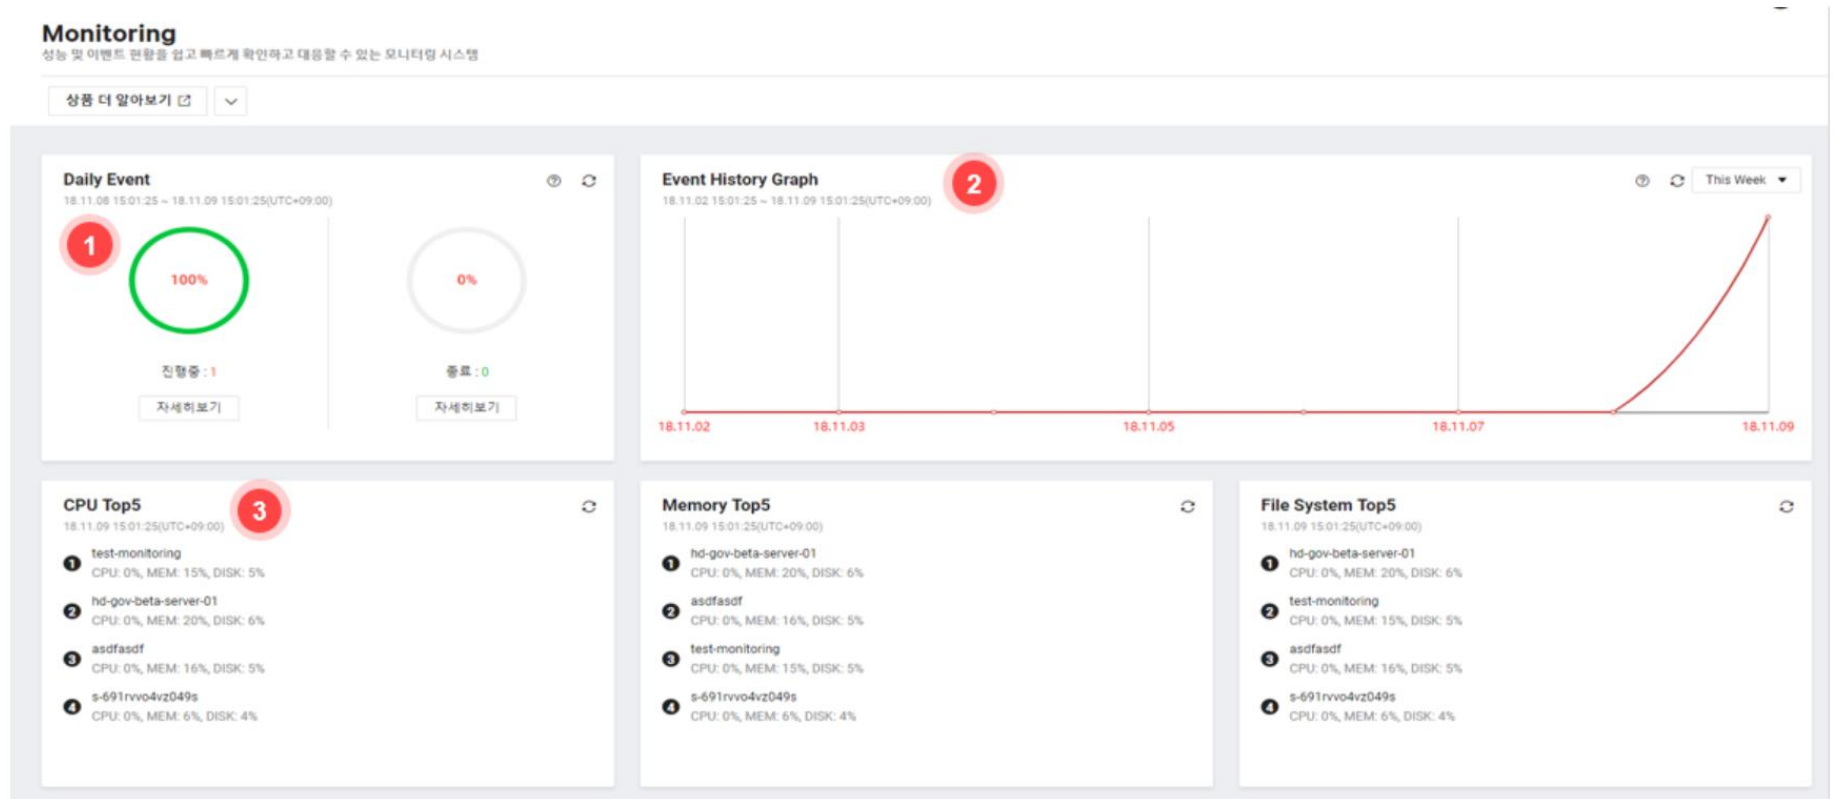 Monitoring
성능 및 이벤트 현황을 쉽고 빠르게 확인하고 대응할 수 있는 모니터링 시스템
상품 더 알아보기
Daily Event
18.11.08 15:01:25 ~ 18.11.09 15:01:25(UTC+09:00)
1
100%
0%
진행중 : 1
종료 : 0
자세히보기
자세히보기
Event History Graph
2
This Week
18.11.02 15:01:25 ~ 18.11.09 15:01:25(UTC+09:00)
18.11.02
18.11.03
18.11.05
18.11.07
18.11.09
CPU Top5
3
18.11.09 15:01:25(UTC+09:00)
1 test-monitoring
CPU: 0%, MEM: 15%, DISK: 5%
2 hd-gov-beta-server-01
CPU: 0%, MEM: 20%, DISK: 6%
3 asdfasdf
CPU: 0%, MEM: 16%, DISK: 5%
4 s-691rvvo4vz049s
CPU: 0%, MEM: 6%, DISK: 4%
Memory Top5
18.11.09 15:01:25(UTC+09:00)
1 hd-gov-beta-server-01
CPU: 0%, MEM: 20%, DISK: 6%
2 asdfasdf
CPU: 0%, MEM: 16%, DISK: 5%
3 test-monitoring
CPU: 0%, MEM: 15%, DISK: 5%
4 s-691rvvo4vz049s
CPU: 0%, MEM: 6%, DISK: 4%
File System Top5
18.11.09 15:01:25(UTC+09:00)
1 hd-gov-beta-server-01
CPU: 0%, MEM: 20%, DISK: 6%
2 test-monitoring
CPU: 0%, MEM: 15%, DISK: 5%
3 asdfasdf
CPU: 0%, MEM: 16%, DISK: 5%
4 s-691rvvo4vz049s
CPU: 0%, MEM: 6%, DISK: 4%